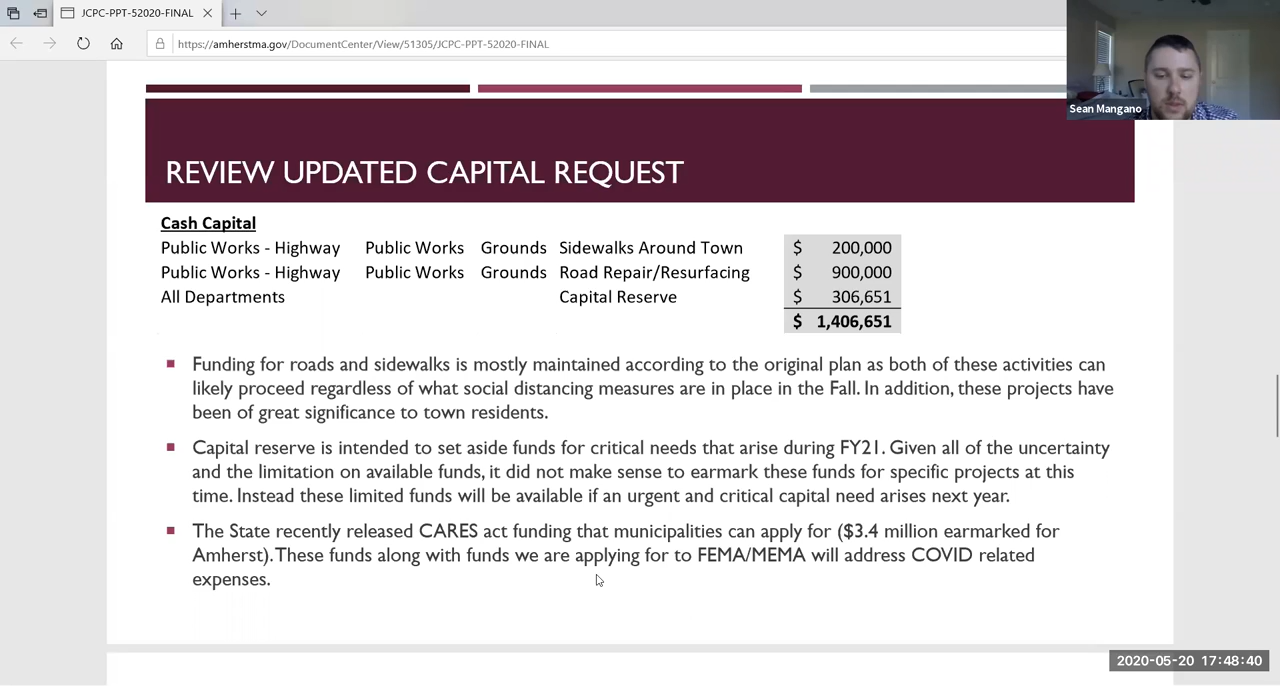 JCPC-PPT-52020-FINAL
https://amherstma.gov/DocumentCenter/View/51305/JCPC-PPT-52020-FINAL
Sean Mangano
REVIEW UPDATED CAPITAL REQUEST
Cash Capital
Public Works - Highway Public Works Grounds Sidewalks Around Town $ 200,000
Public Works - Highway Public Works Grounds Road Repair/Resurfacing $ 900,000
All Departments Capital Reserve $ 306,651
$ 1,406,651
Funding for roads and sidewalks is mostly maintained according to the original plan as both of these activities can
likely proceed regardless of what social distancing measures are in place in the Fall. In addition, these projects have
been of great significance to town residents.
Capital reserve is intended to set aside funds for critical needs that arise during FY21. Given all of the uncertainty
and the limitation on available funds, it did not make sense to earmark these funds for specific projects at this
time. Instead these limited funds will be available if an urgent and critical capital need arises next year.
The State recently released CARES act funding that municipalities can apply for ($3.4 million earmarked for
Amherst). These funds along with funds we are applying for to FEMA/MEMA will address COVID related
expenses.
2020-05-20 17:48:40